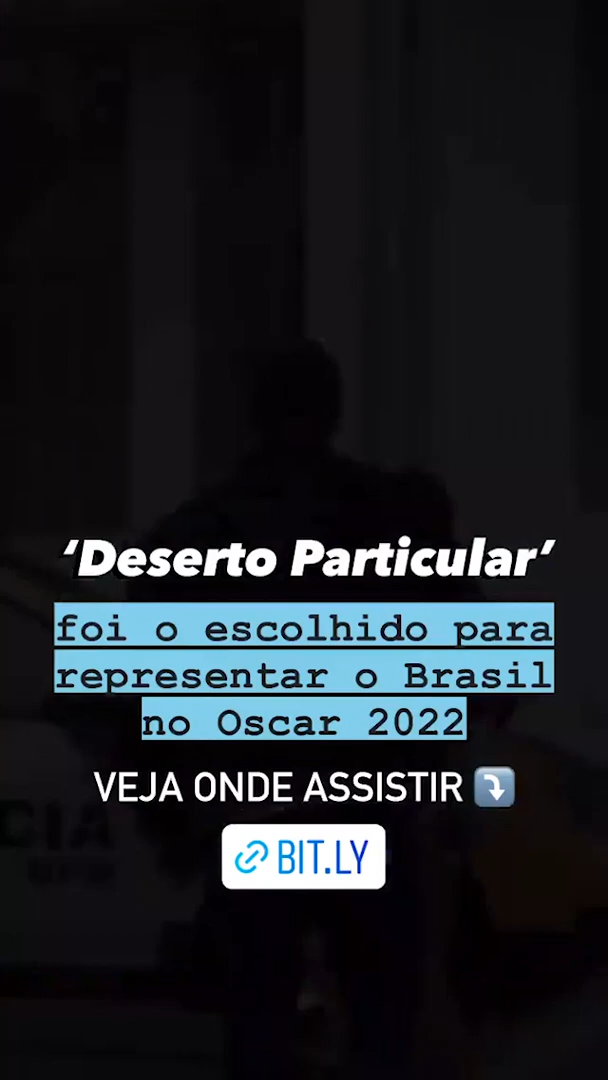 ‘Deserto Particular’
foi o escolhido para
representar o Brasil
no Oscar 2022
VEJA ONDE ASSISTIR ⤵️
BIT.LY